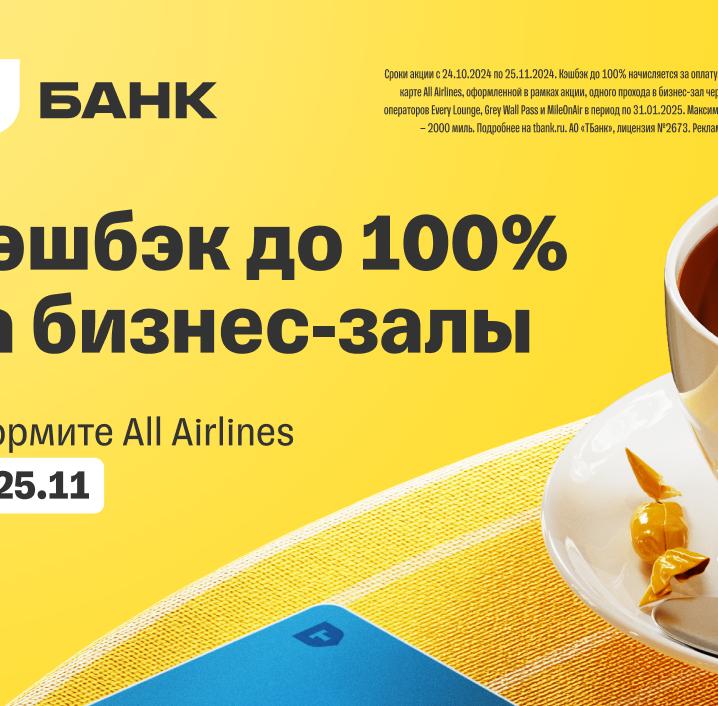 БАНК
Сроки акции с 24.10.2024 по 25.11.2024. Кэшбэк до 100% начисляется за оплату
карте All Airlines, оформленной в рамках акции, одного прохода в бизнес-зал чер
операторов Every Lounge, Grey Wall Pass и MileOnAir в период по 31.01.2025. Максим
– 2000 миль. Подробнее на tbank.ru. АО «ТБанк», лицензия №2673. Реклам
эшбэк до 100%
а бизнес-залы
ормите All Airlines
25.11
T